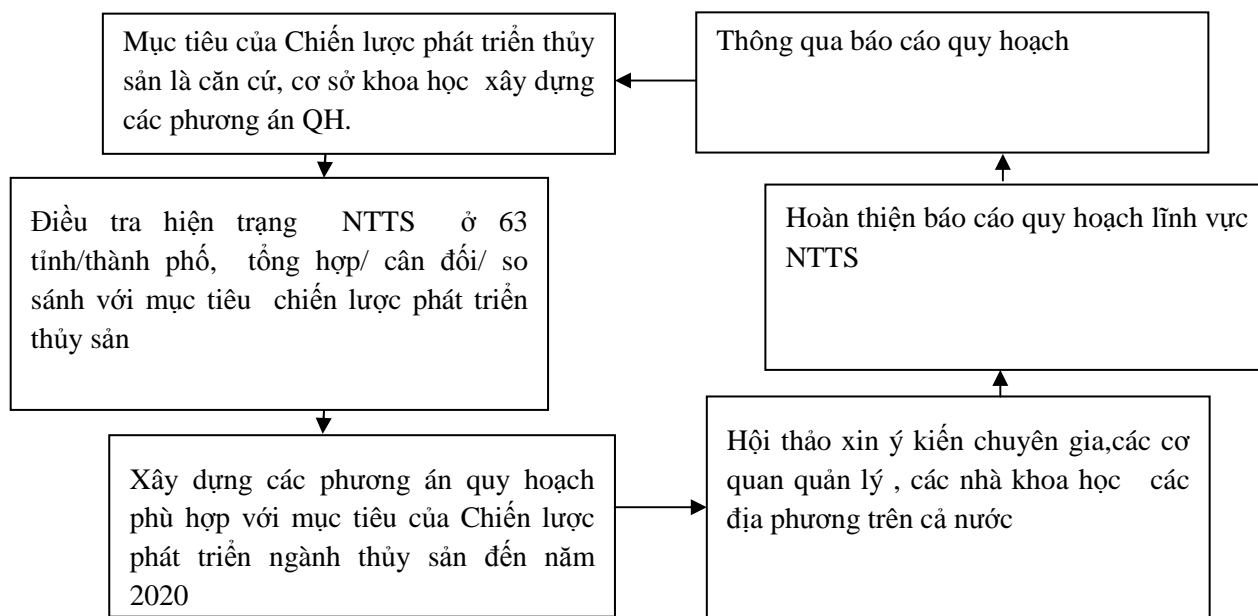 Mục tiêu của Chiến lược phát triển thủy
sản là căn cứ, cơ sở khoa học xây dựng
các phương án QH.
Thông qua báo cáo quy hoạch
Điều tra hiện trạng NTTS ở 63
tỉnh/thành phố, tổng hợp/ cân đối/ so
sánh với mục tiêu chiến lược phát triển
thủy sản
Hoàn thiện báo cáo quy hoạch lĩnh vực
NTTS
Xây dựng các phương án quy hoạch
phù hợp với mục tiêu của Chiến lược
phát triển ngành thủy sản đến năm
2020
Hội thảo xin ý kiến chuyên gia,các cơ
quan quản lý , các nhà khoa học các
địa phương trên cả nước